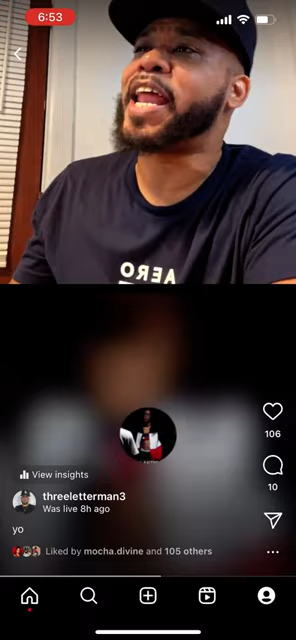 6:53
AERO
106
10
View insights
threeletterman3
Was live 8h ago
yo
Liked by mocha.divine and 105 others